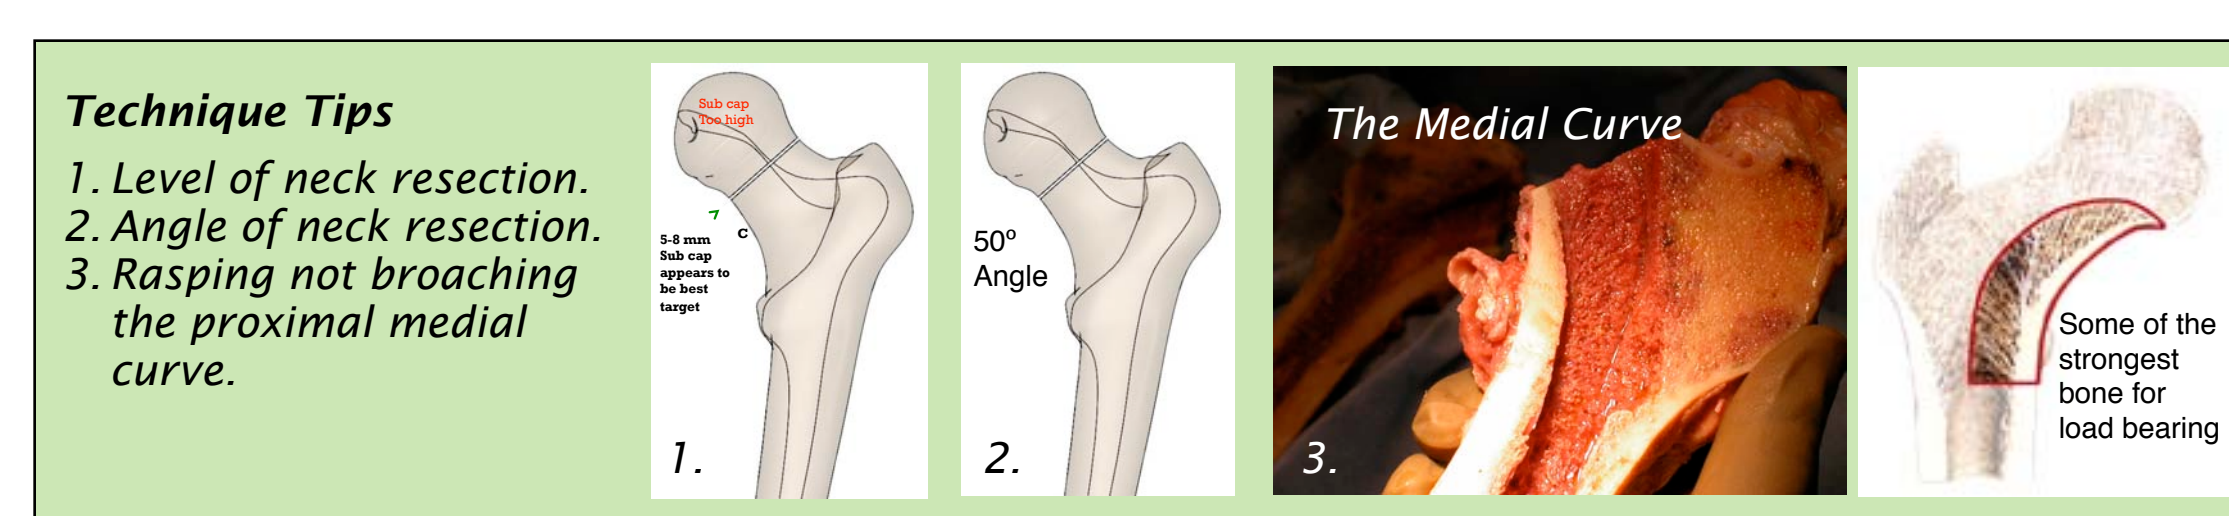 Technique Tips
1. Level of neck resection.
2. Angle of neck resection.
3. Rasping not broaching
the proximal medial
curve.
Sub cap
Too high
5-8 mm
Sub cap
appears to
be best
target
C
1.
50º
Angle
2.
The Medial Curve
3.
Some of the
strongest
bone for
load bearing